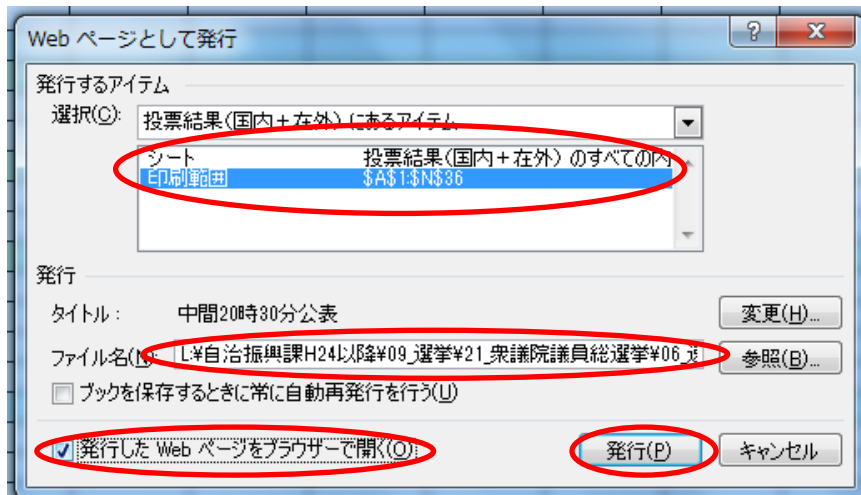 Web ページとして発行
発行するアイテム
選択(C): 投票結果(国内+在外) にあるアイテム
シート 投票結果(国内+在外) のすべての内
印刷範囲 $A$1:$N$36
発行
タイトル: 中間20時30分公表
変更(H)...
ファイル名(N): L:¥自治振興課H24以降¥09_選挙¥21_衆議院議員総選挙¥06_
参照(B)...
ブックを保存するときに常に自動再発行を行う(U)
発行した Web ページをブラウザーで開く(O)
発行(P)
キャンセル